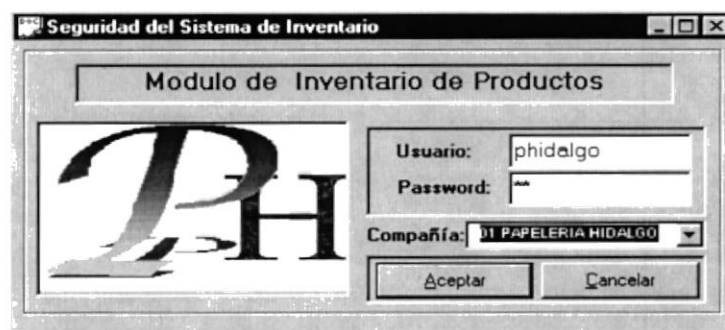 Seguridad del Sistema de Inventario
Modulo de Inventario de Productos
PH
Usuario: phidalgo
Password: **
Compañía: 01 PAPELERIA HIDALGO
Aceptar Cancelar